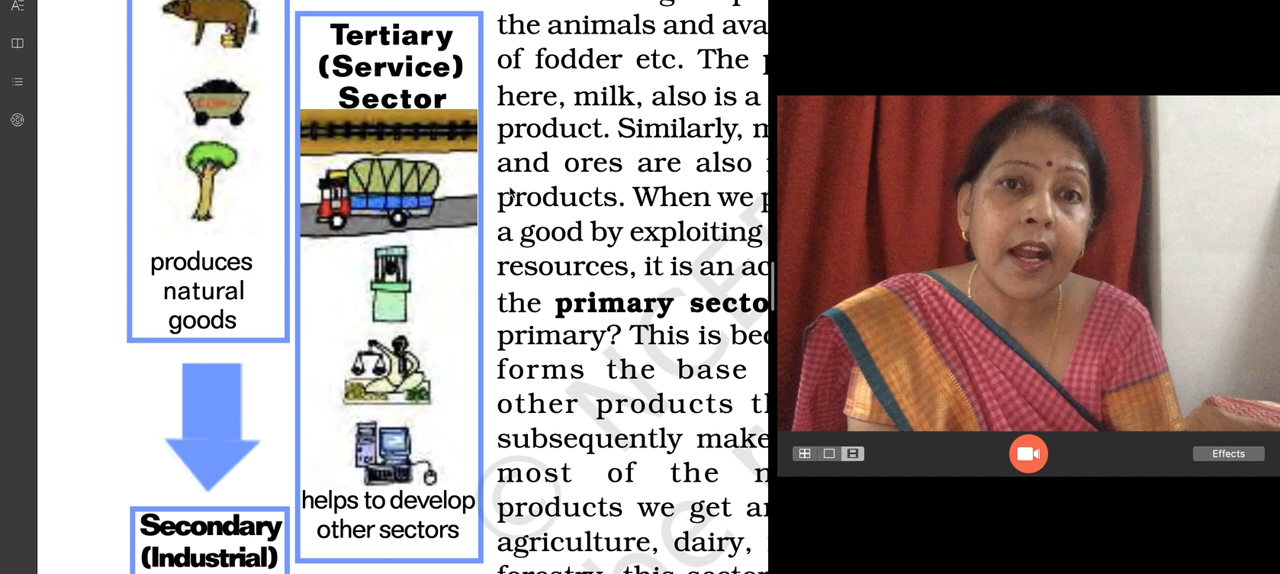 produces
natural
goods
Secondary
(Industrial)
Tertiary
(Service)
Sector
helps to develop
other sectors
the animals and
of fodder etc. The
here, milk, also is a
product. Similarly,
and ores are also
products. When we
a good by exploiting
resources, it is an
the primary
primary? This is
forms the base
other products
subsequently make
most of the
products we get
agriculture, dairy,
© NCE
Effects